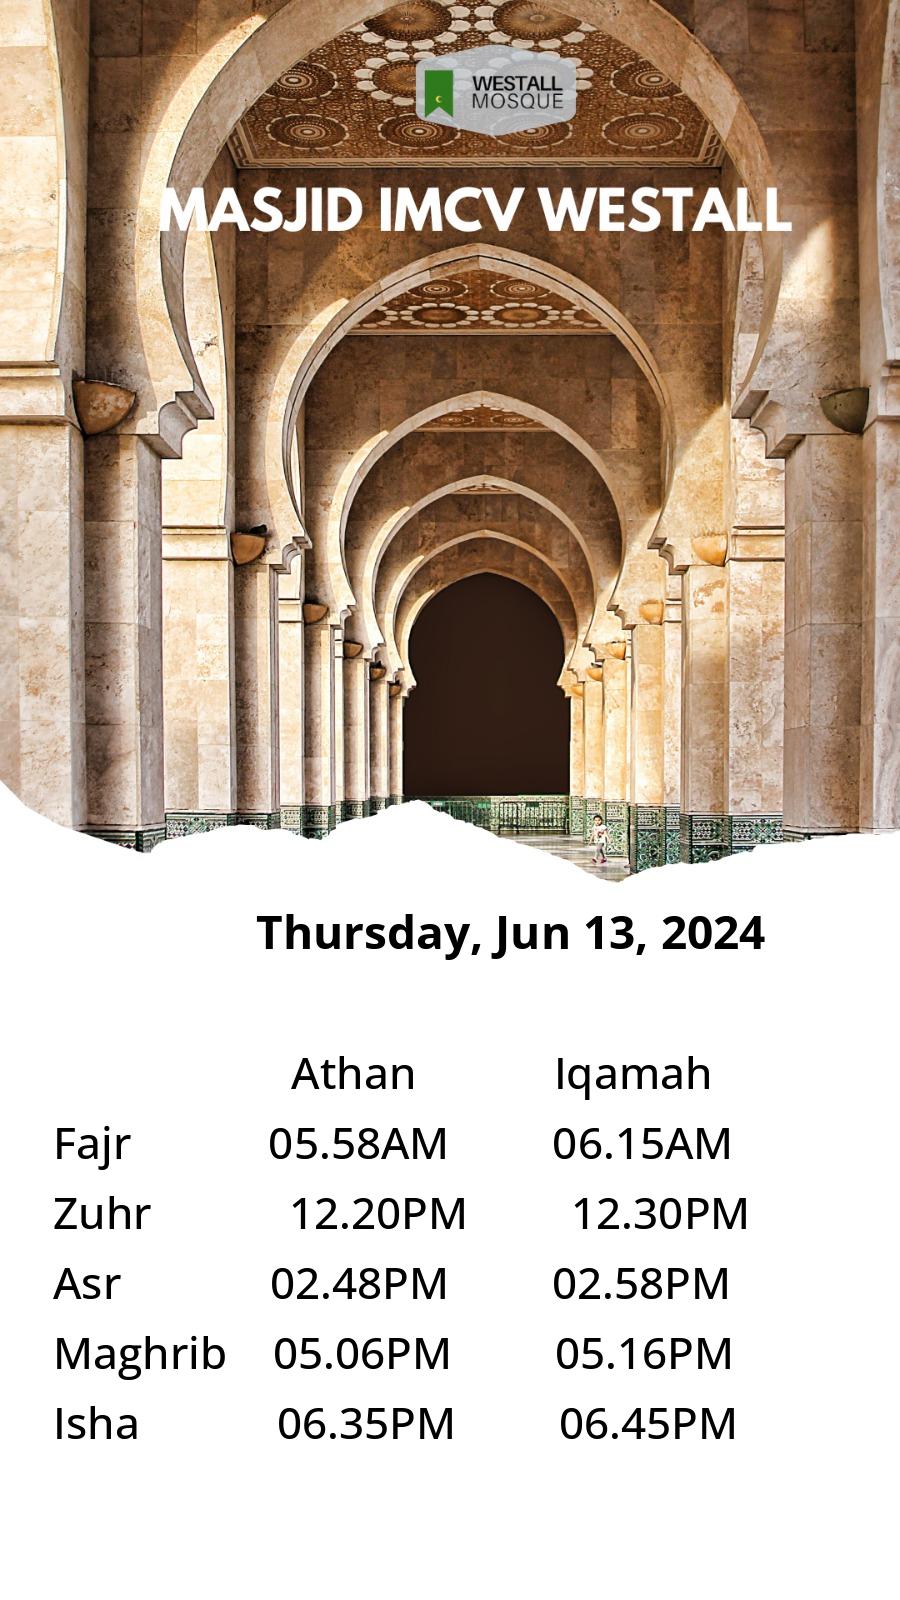 WESTALL
MOSQUE
MASJID IMCV WESTALL
Thursday, Jun 13, 2024
Athan Iqamah
Fajr 05.58AM 06.15AM
Zuhr 12.20PM 12.30PM
Asr 02.48PM 02.58PM
Maghrib 05.06PM 05.16PM
Isha 06.35PM 06.45PM